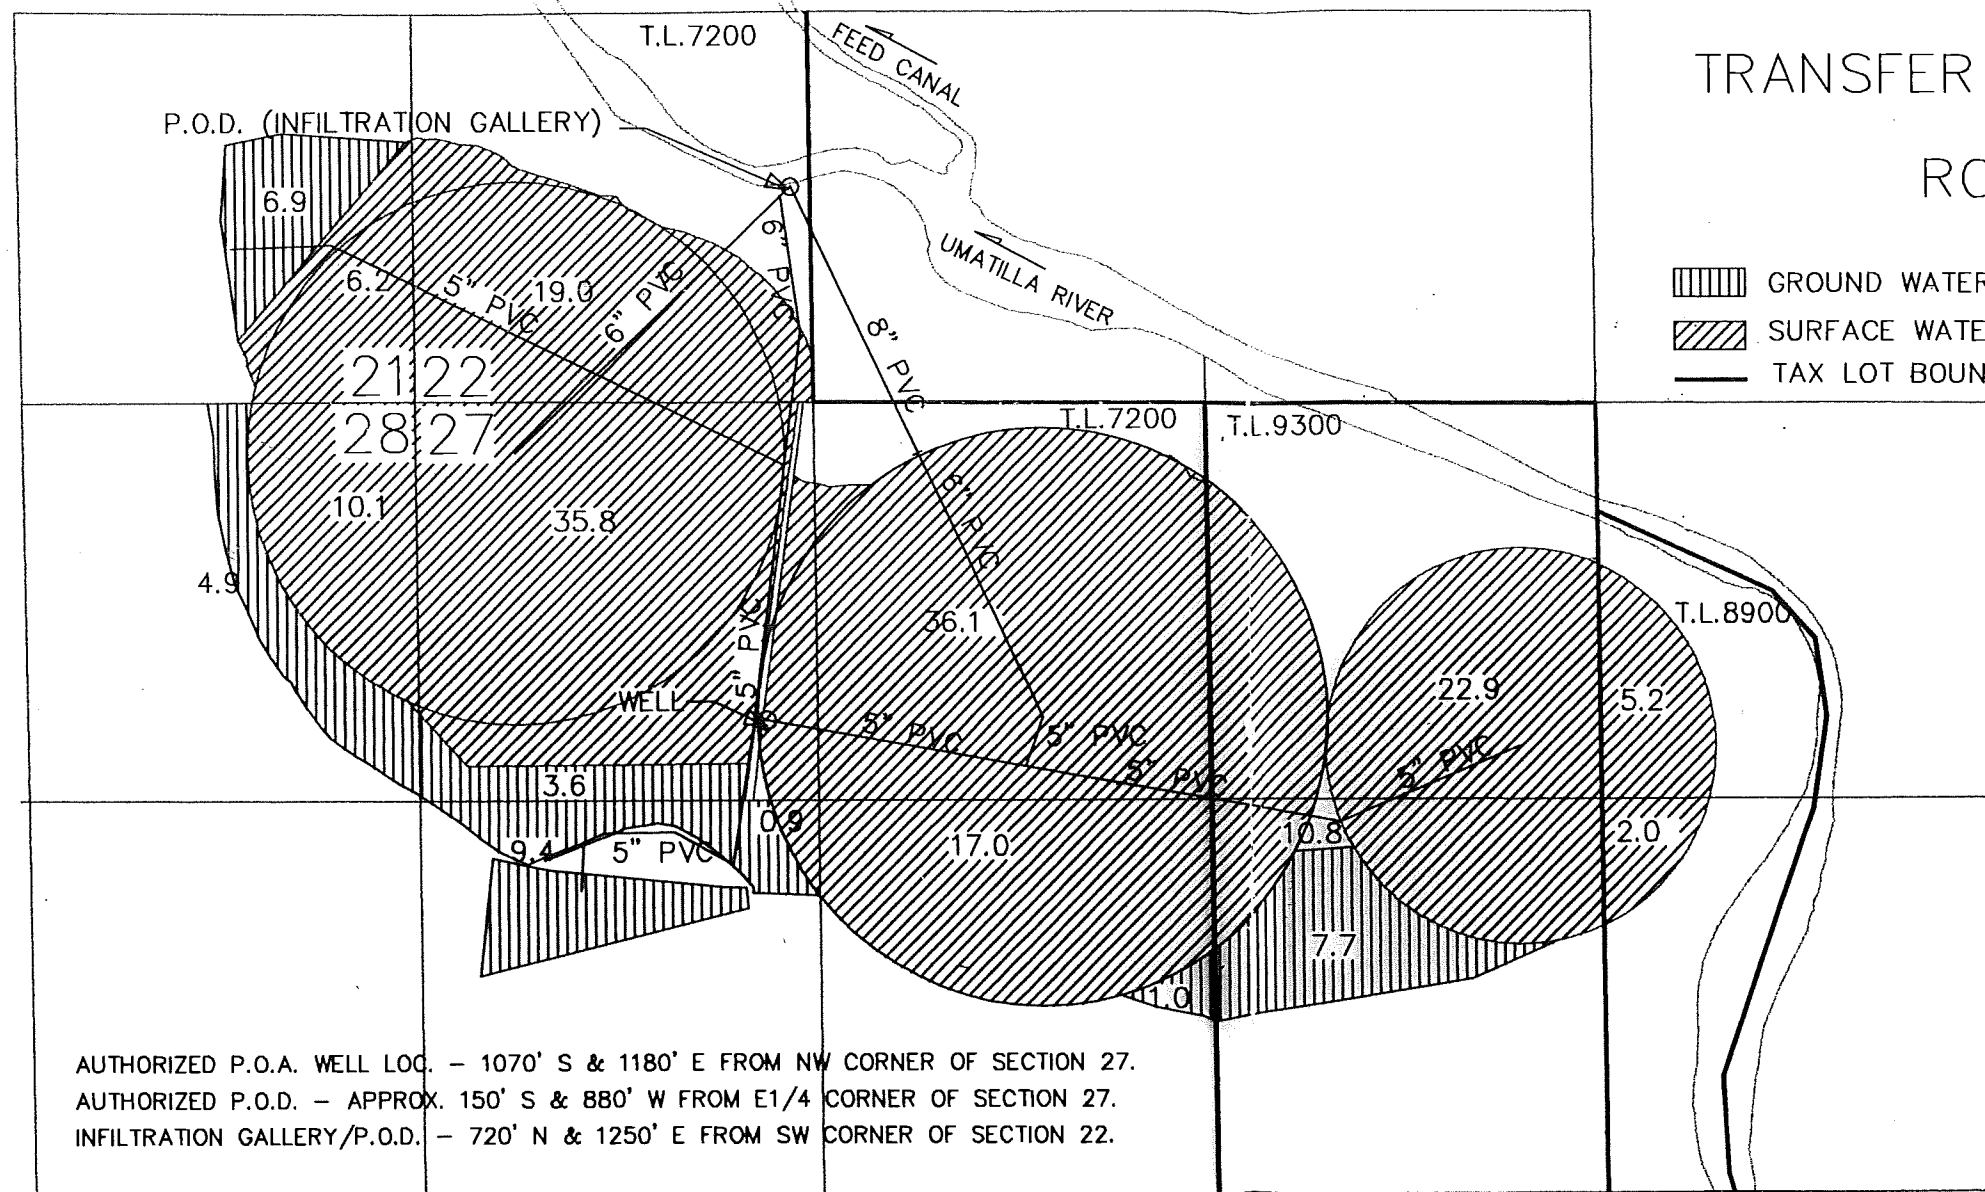 T.L.7200
FEED CANAL
TRANSFER
P.O.D. (INFILTRATION GALLERY)
6.9
6" PVC
UMATILLA RIVER
GROUND WATER
6.2
5" PVC
19.0
6" PVC
8" PVC
SURFACE WATE
TAX LOT BOUN
21 22
28 27
T.L.7200
T.L.9300
10.1
35.8
8" PVC
4.9
36.1
T.L.8900
5" PVC
WELL
22.9
5.2
5" PVC
5" PVC
5" PVC
5" PVC
3.6
0.9
17.0
10.8
2.0
9.4
5" PVC
7.7
1.0
AUTHORIZED P.O.A. WELL LOC. – 1070' S & 1180' E FROM NW CORNER OF SECTION 27.
AUTHORIZED P.O.D. – APPROX. 150' S & 880' W FROM E1/4 CORNER OF SECTION 27.
INFILTRATION GALLERY/P.O.D. – 720' N & 1250' E FROM SW CORNER OF SECTION 22.